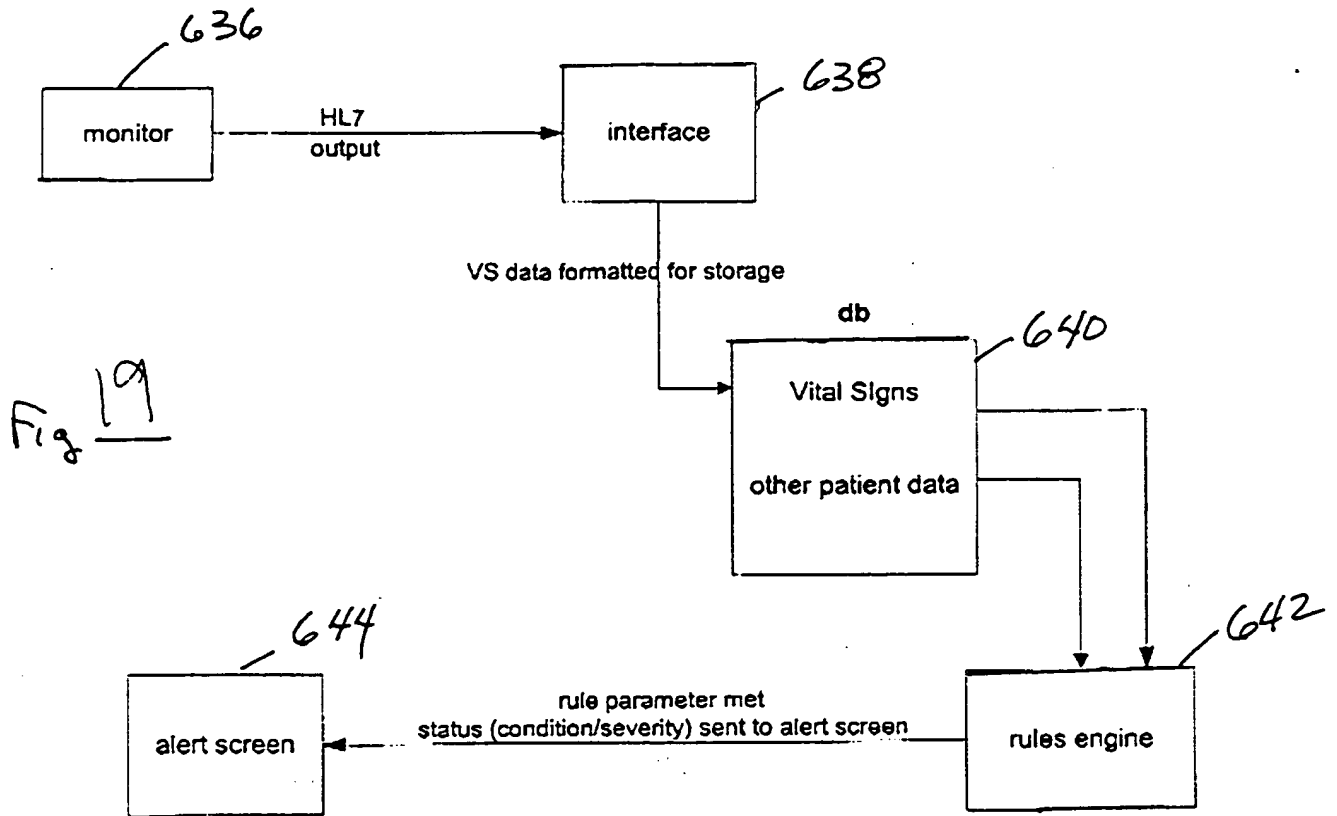 636
monitor
HL7
output
638
interface
VS data formatted for storage
db
640
Vital SIgns
other patient data
Fig 19
642
rules engine
rule parameter met
status (condition/severity) sent to alert screen
644
alert screen